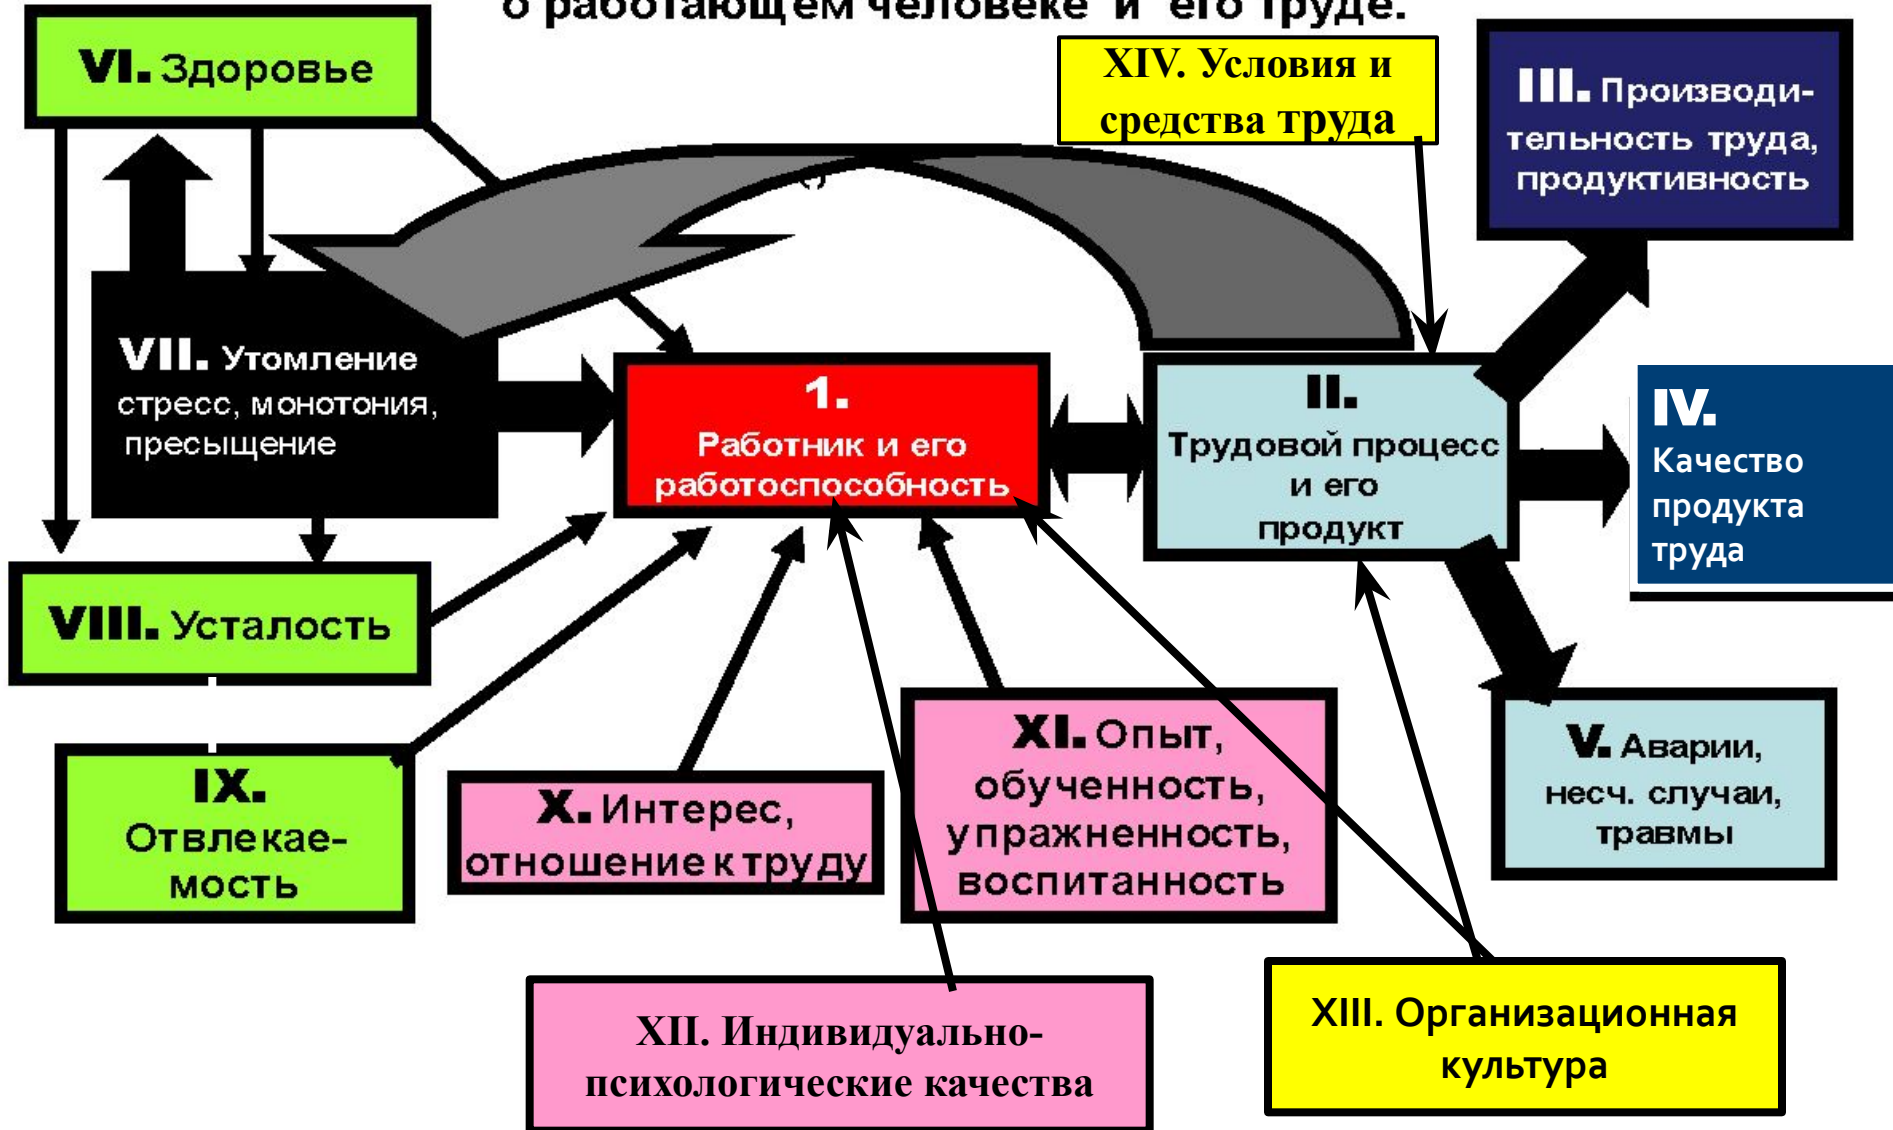 о работающем человеке и его труде.
VI. Здоровье
XIV. Условия и
средства труда
III. Производи-
тельность труда,
продуктивность
VII. Утомление
стресс, монотония,
пресыщение
1.
Работник и его
работоспособность
II.
Трудовой процесс
и его
продукт
IV.
Качество
продукта
труда
VIII. Усталость
IX.
Отвлекае-
мость
X. Интерес,
отношение к труду
XI. Опыт,
обученность,
упражненность,
воспитанность
V. Аварии,
несч. случаи,
травмы
XII. Индивидуально-
психологические качества
XIII. Организационная
культура